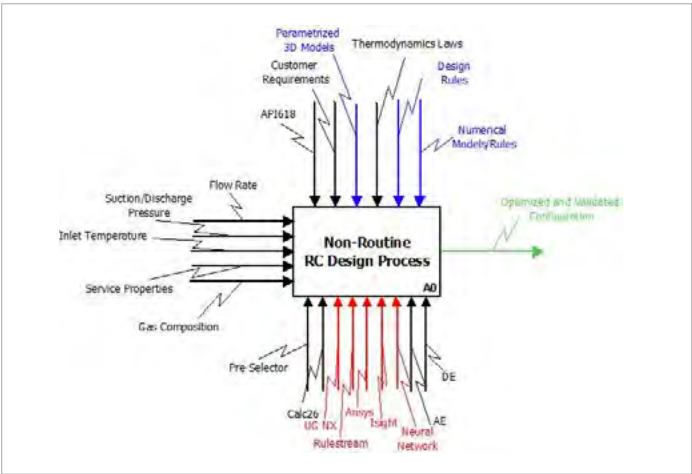 Parametrized
3D Models
Thermodynamics Laws
Customer
Requirements
Design
Rules
API618
Numerical
Models/Rules
Flow Rate
Suction/Discharge
Pressure
Inlet Temperature
Service Properties
Gas Composition
Non-Routine
RC Design Process
A0
Optimized and Validated
Configuration
Pre Selector
Calc26
UG NX
Rulestream
Ansys
Isight
Neural
Network
AE
DE